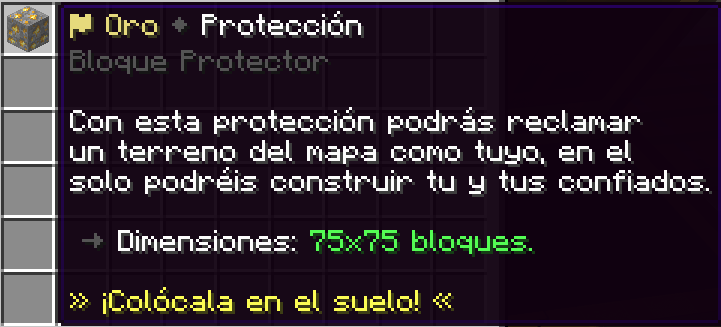 Oro ✦ Protección
Bloque Protector
Con esta protección podrás reclamar
un terreno del mapa como tuyo, en el
solo podréis construir tu y tus confiados.
→ Dimensiones: 75x75 bloques.
» ¡Colócala en el suelo! «